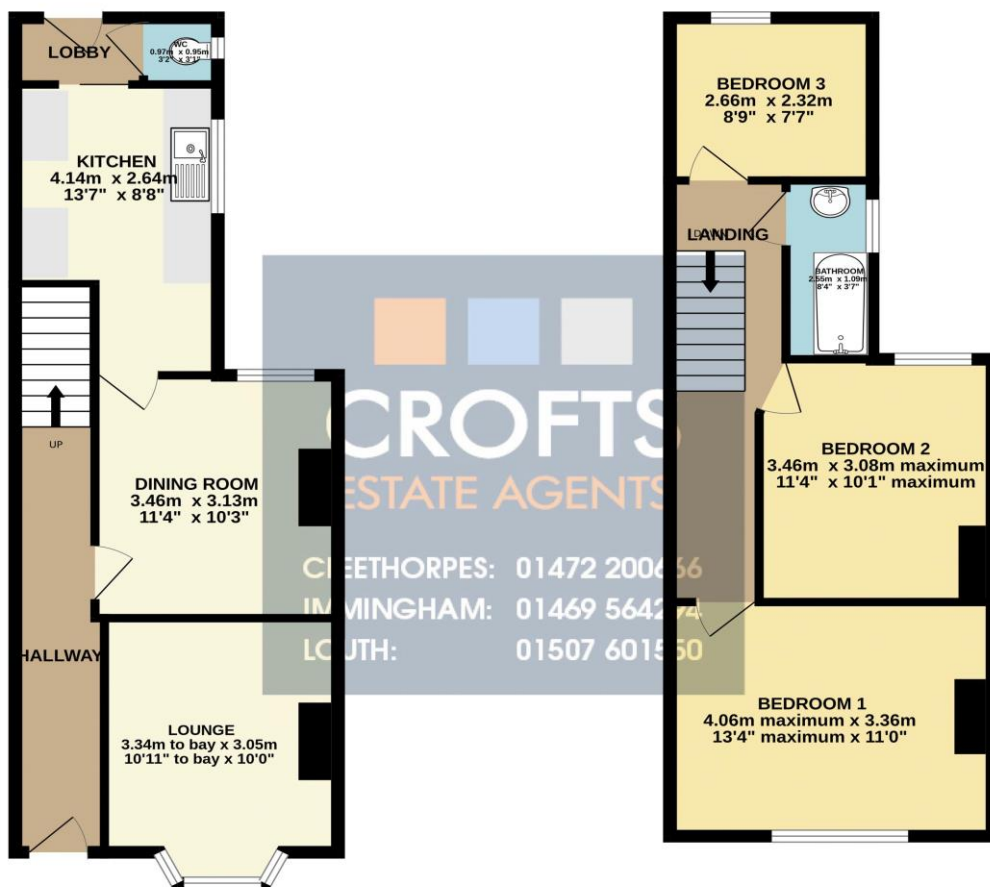 LOBBY
WC
0.97m x 0.95m
3'2" x 3'1"
KITCHEN
4.14m x 2.64m
13'7" x 8'8"
UP
DINING ROOM
3.46m x 3.13m
11'4" x 10'3"
HALLWAY
LOUNGE
3.34m to bay x 3.05m
10'11" to bay x 10'0"
BEDROOM 3
2.66m x 2.32m
8'9" x 7'7"
DOWN
LANDING
BATHROOM
2.55m x 1.09m
8'4" x 3'7"
BEDROOM 2
3.46m x 3.08m maximum
11'4" x 10'1" maximum
BEDROOM 1
4.06m maximum x 3.36m
13'4" maximum x 11'0"
CROFTS
ESTATE AGENTS
CLEETHORPES: 01472 200666
IMMINGHAM: 01469 564294
LOUTH: 01507 601550